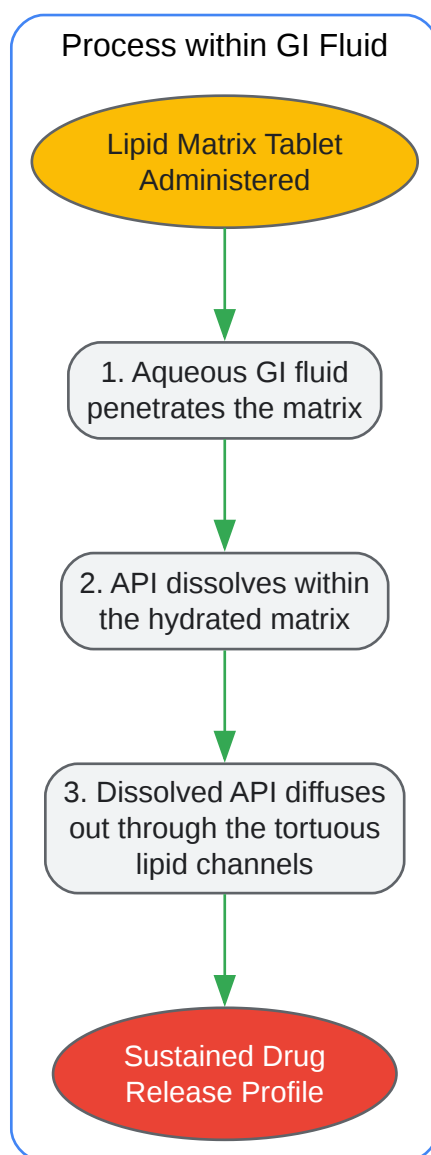 Process within GI Fluid
Lipid Matrix Tablet
Administered
1. Aqueous GI fluid
penetrates the matrix
2. API dissolves within
the hydrated matrix
3. Dissolved API diffuses
out through the tortuous
lipid channels
Sustained Drug
Release Profile